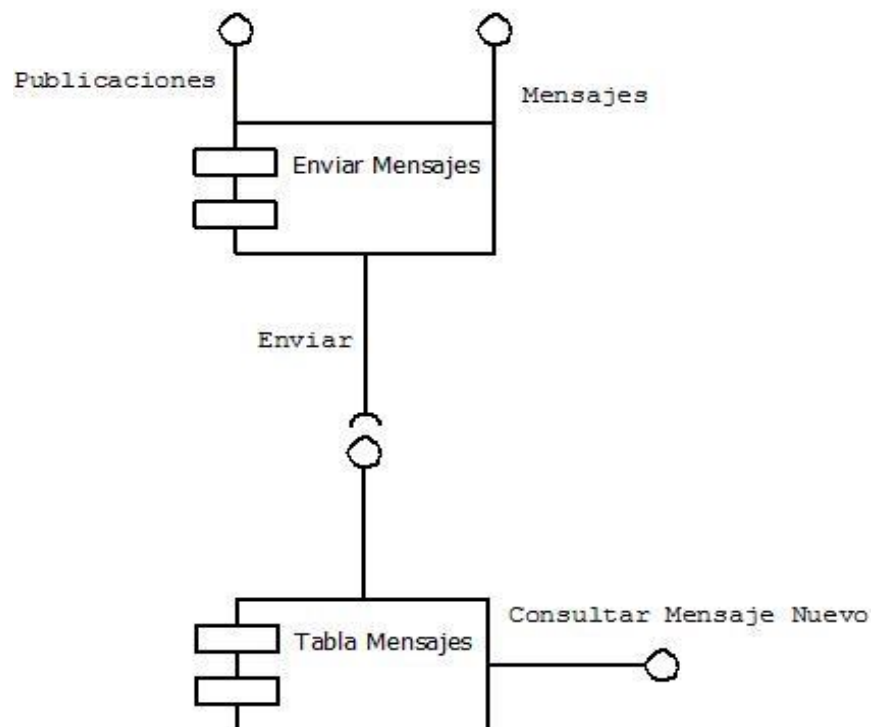 Publicaciones
Mensajes
Enviar Mensajes
Enviar
Consultar Mensaje Nuevo
Tabla Mensajes